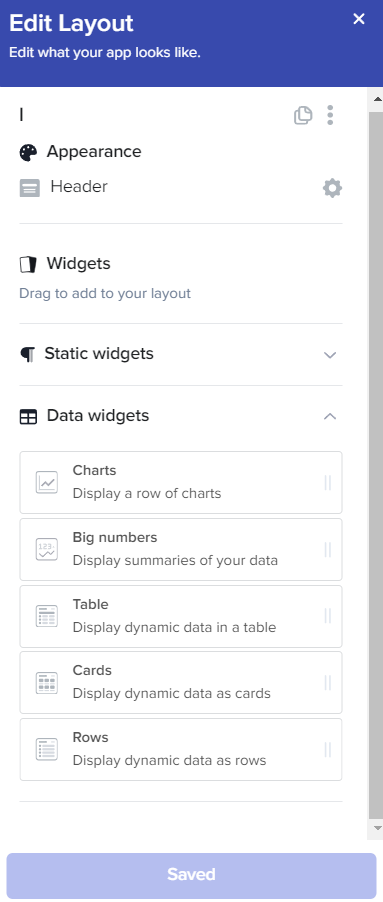 Edit Layout
Edit what your app looks like.
I
Appearance
Header
Widgets
Drag to add to your layout
Static widgets
Data widgets
Charts
Display a row of charts
Big numbers
Display summaries of your data
Table
Display dynamic data in a table
Cards
Display dynamic data as cards
Rows
Display dynamic data as rows
Saved